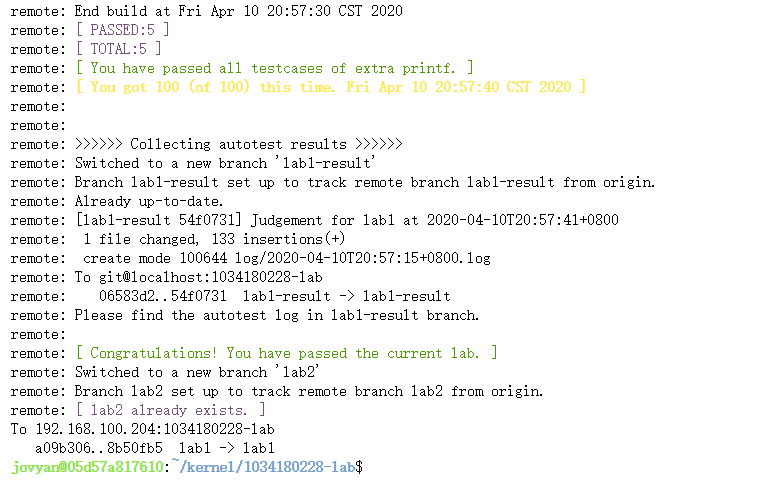 remote: End build at Fri Apr 10 20:57:30 CST 2020
remote: [ PASSED:5 ]
remote: [ TOTAL:5 ]
remote: [ You have passed all testcases of extra printf. ]
remote: [ You got 100 (of 100) this time. Fri Apr 10 20:57:40 CST 2020 ]
remote:
remote:
remote: >>>>>> Collecting autotest results >>>>>>
remote: Switched to a new branch 'lab1-result'
remote: Branch lab1-result set up to track remote branch lab1-result from origin.
remote: Already up-to-date.
remote: [lab1-result 54f0731] Judgement for lab1 at 2020-04-10T20:57:41+0800
remote:  1 file changed, 133 insertions(+)
remote:  create mode 100644 log/2020-04-10T20:57:15+0800.log
remote: To git@localhost:1034180228-lab
remote:    06583d2..54f0731  lab1-result -> lab1-result
remote: Please find the autotest log in lab1-result branch.
remote:
remote: [ Congratulations! You have passed the current lab. ]
remote: Switched to a new branch 'lab2'
remote: Branch lab2 set up to track remote branch lab2 from origin.
remote: [ lab2 already exists. ]
To 192.168.100.204:1034180228-lab
   a09b306..8b50fb5  lab1 -> lab1
jovyan@05d57a817610:~/kernel/1034180228-lab$